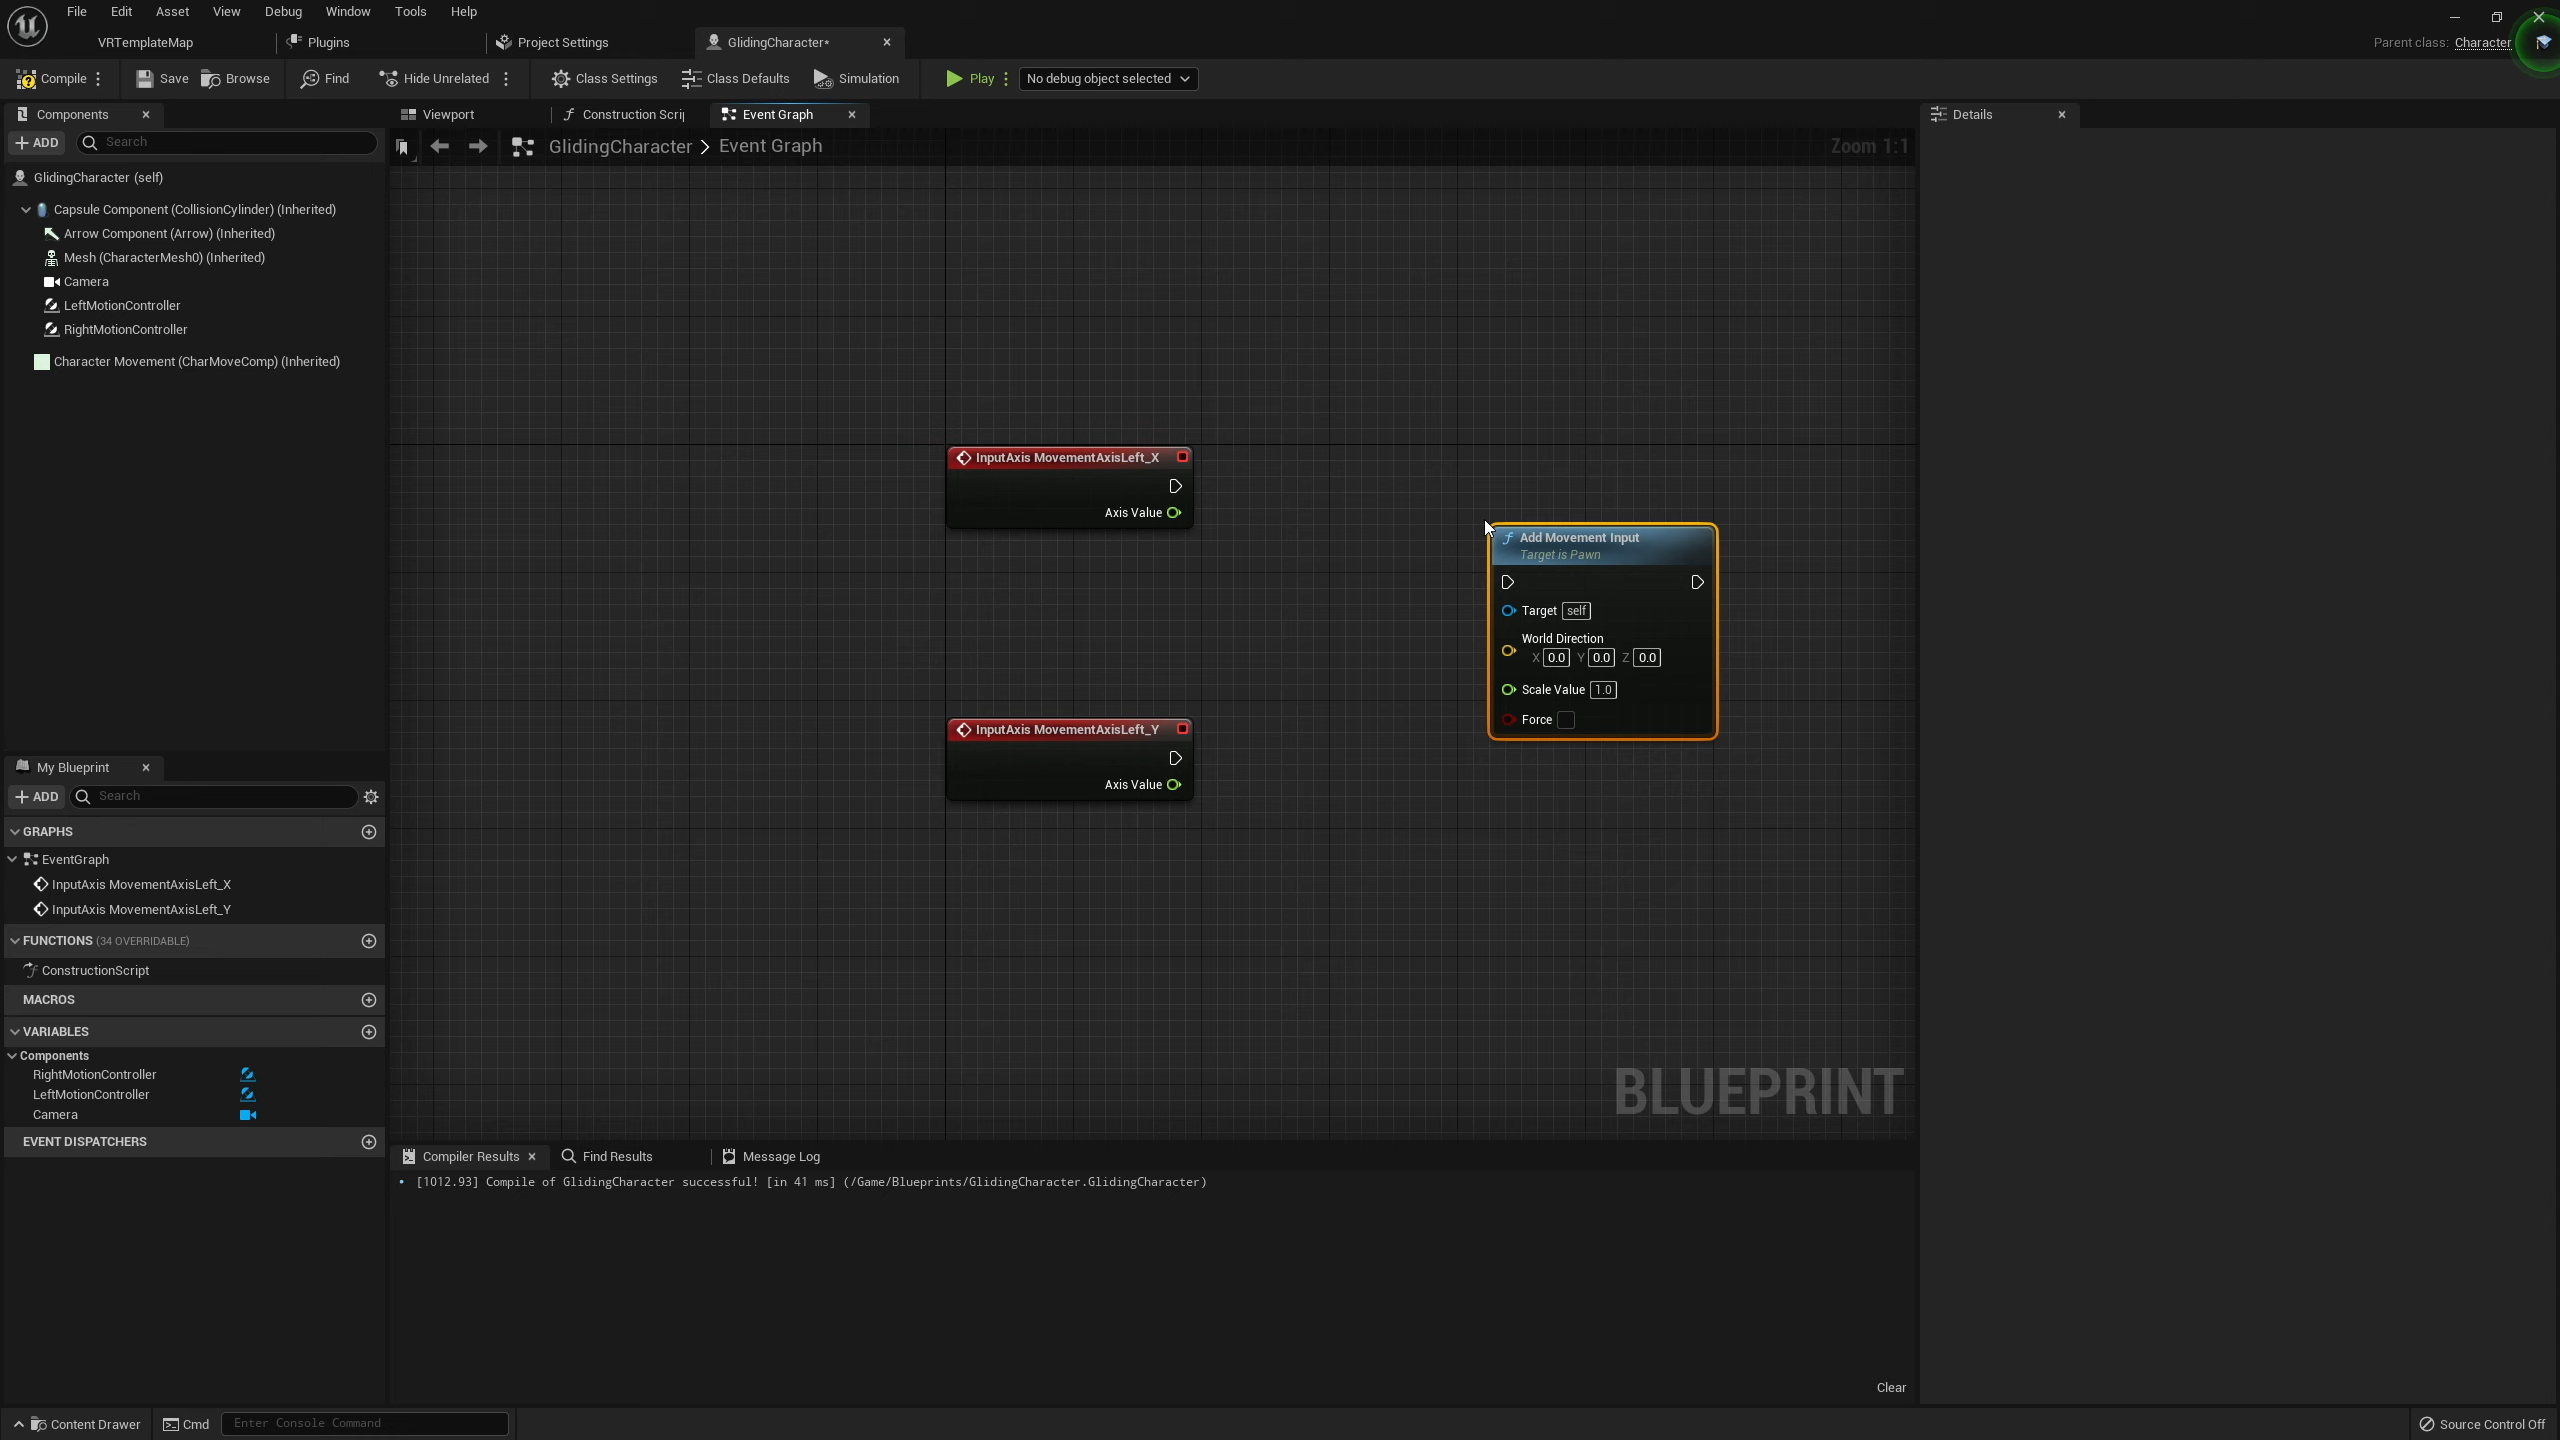 File Edit Asset View Debug Window Tools Help
VRTemplateMap Plugins Project Settings GlidingCharacter*
Parent class: Character
Compile Save Browse Find Hide Unrelated Class Settings Class Defaults Simulation Play No debug object selected
Components
ADD Search
GlidingCharacter (self)
Capsule Component (CollisionCylinder) (Inherited)
Arrow Component (Arrow) (Inherited)
Mesh (CharacterMesh0) (Inherited)
Camera
LeftMotionController
RightMotionController
Character Movement (CharMoveComp) (Inherited)
My Blueprint
ADD Search
GRAPHS
EventGraph
InputAxis MovementAxisLeft_X
InputAxis MovementAxisLeft_Y
FUNCTIONS (34 OVERRIDABLE)
ConstructionScript
MACROS
VARIABLES
Components
RightMotionController
LeftMotionController
Camera
EVENT DISPATCHERS
Viewport Construction Scrip Event Graph
GlidingCharacter > Event Graph
Zoom 1:1
InputAxis MovementAxisLeft_X
Axis Value
InputAxis MovementAxisLeft_Y
Axis Value
Add Movement Input
Target is Pawn
Target self
World Direction
X 0.0 Y 0.0 Z 0.0
Scale Value 1.0
Force
BLUEPRINT
Compiler Results Find Results Message Log
[1012.93] Compile of GlidingCharacter successful! [in 41 ms] (/Game/Blueprints/GlidingCharacter.GlidingCharacter)
Clear
Details
Content Drawer Cmd Enter Console Command
Source Control Off